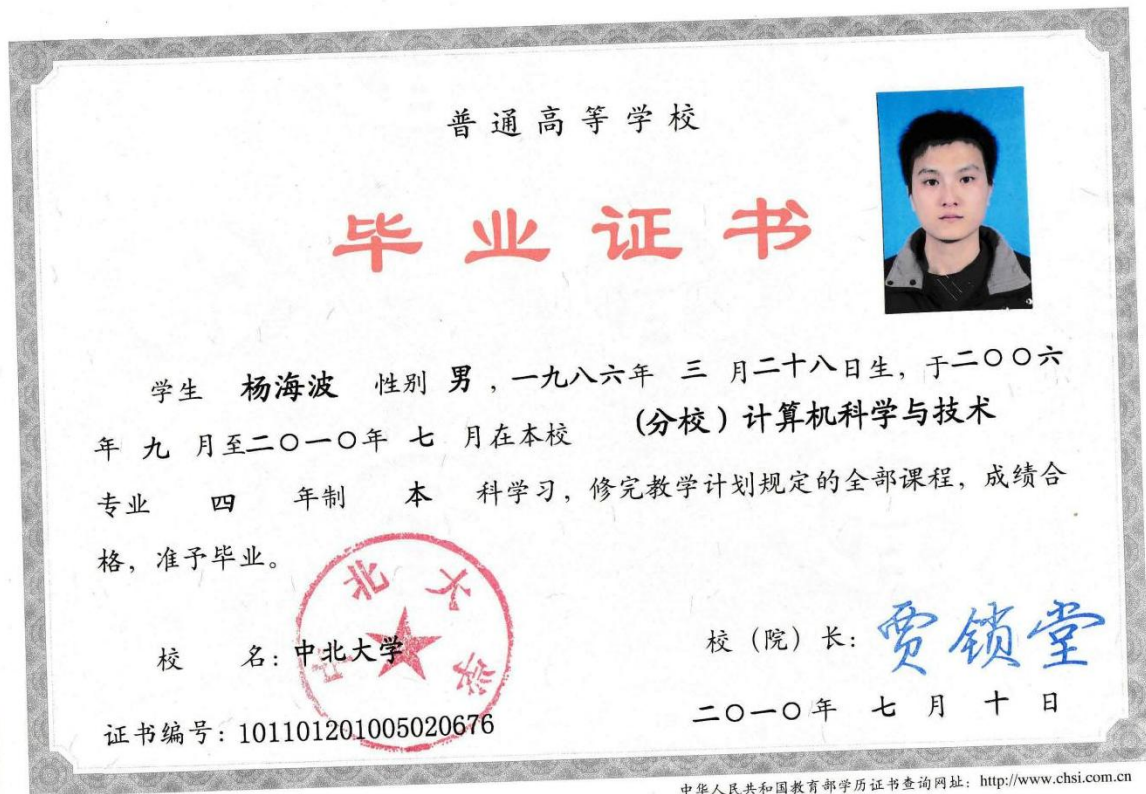 普通高等学校
毕业证书
学生 杨海波 性别 男，一九八六年 三 月二十八日生，于二〇〇六
年 九 月至二〇一〇年 七 月在本校 (分校）计算机科学与技术
专业 四 年制 本 科学习，修完教学计划规定的全部课程，成绩合
格，准予毕业。
中北大学
校 名：中北大学
校（院）长：贾锁堂
证书编号：101101201005020676
二〇一〇年 七 月 十 日
中华人民共和国教育部学历证书查询网址：http://www.chsi.com.cn